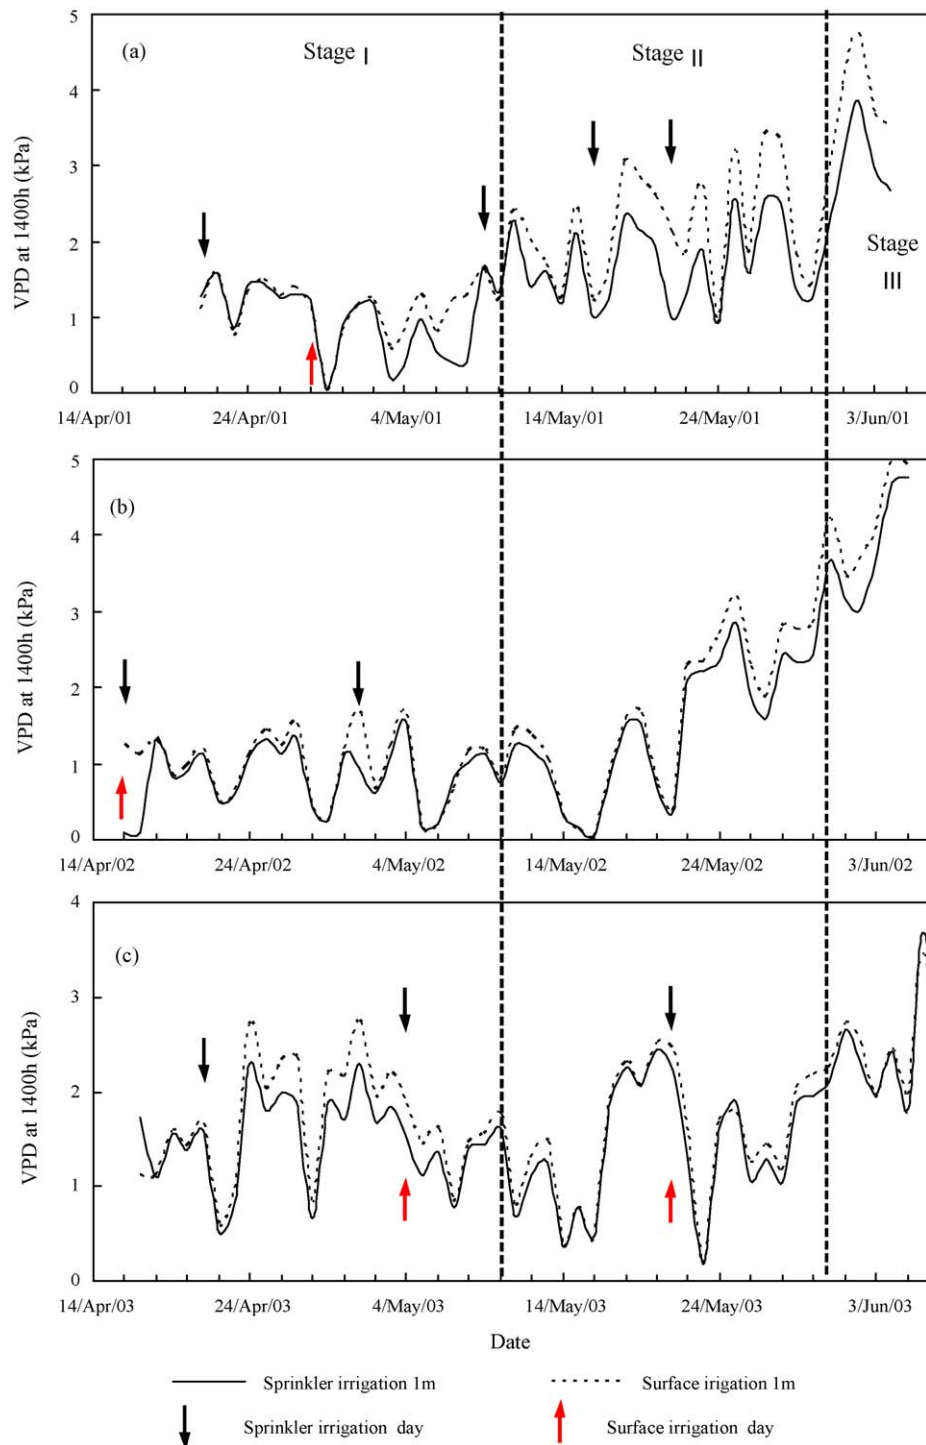 5
(a)
Stage I
Stage II
4
3
2
1
0
Stage
III
VPD at 1400h (kPa)
14/Apr/01
24/Apr/01
4/May/01
14/May/01
24/May/01
3/Jun/01
5
(b)
4
3
2
1
0
VPD at 1400h (kPa)
14/Apr/02
24/Apr/02
4/May/02
14/May/02
24/May/02
3/Jun/02
4
(c)
3
2
1
0
VPD at 1400h (kPa)
14/Apr/03
24/Apr/03
4/May/03
14/May/03
24/May/03
3/Jun/03
Date
Sprinkler irrigation 1m
Surface irigation 1m
Sprinkler irrigation day
Surface irrigation day